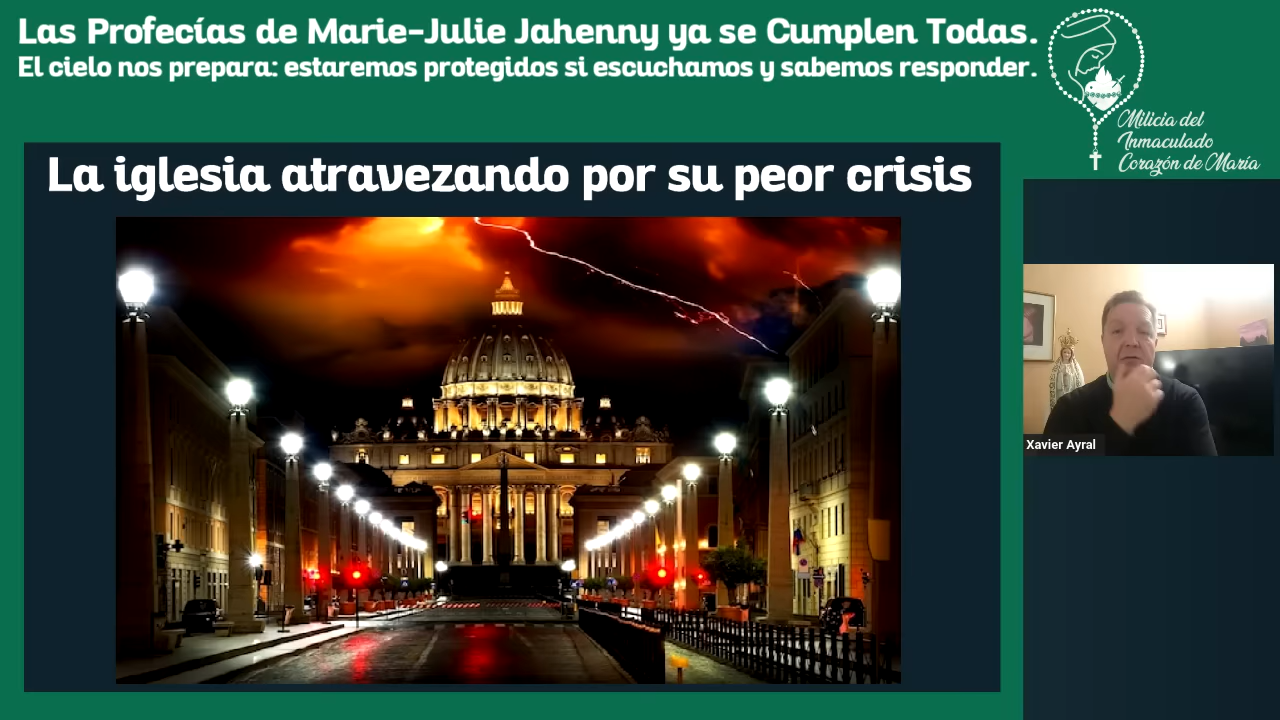 Las Profecías de Marie-Julie Jahenny ya se Cumplen Todas.
El cielo nos prepara: estaremos protegidos si escuchamos y sabemos responder.
Milicia del
Inmaculado
Corazón de María
La iglesia atravezando por su peor crisis
Xavier Ayral